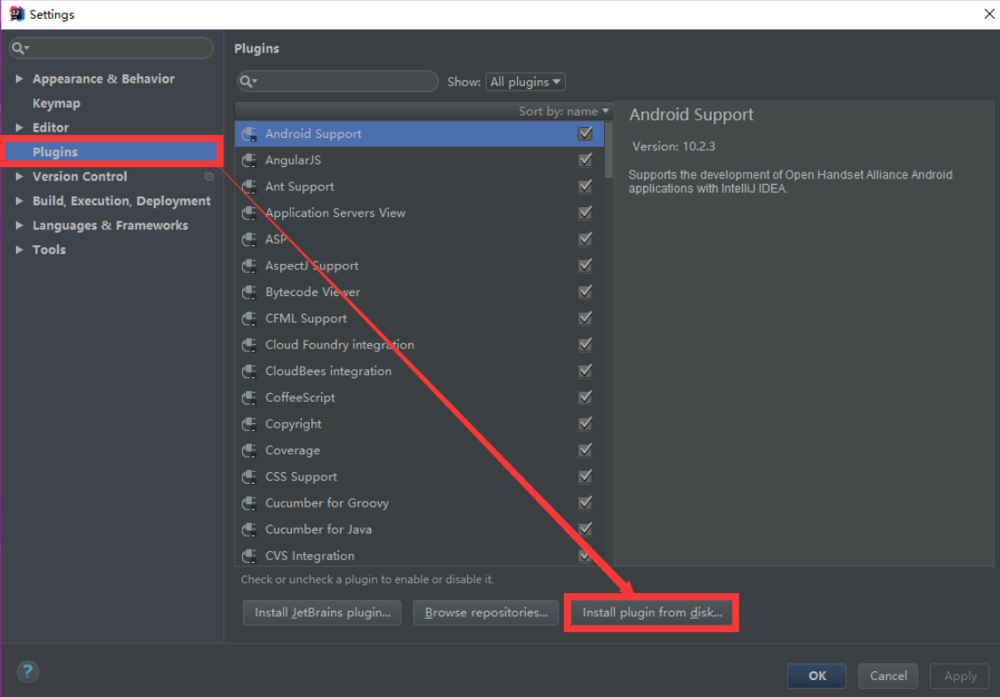 Settings
Appearance & Behavior
Keymap
Editor
Plugins
Version Control
Build, Execution, Deployment
Languages & Frameworks
Tools
Plugins
Show: All plugins
Sort by: name
Android Support
AngularJS
Ant Support
Application Servers View
ASP
AspectJ Support
Bytecode Viewer
CFML Support
Cloud Foundry integration
CloudBees integration
CoffeeScript
Copyright
Coverage
CSS Support
Cucumber for Groovy
Cucumber for Java
CVS Integration
Check or uncheck a plugin to enable or disable it.
Install JetBrains plugin...
Browse repositories...
Install plugin from disk...
Android Support
Version: 10.2.3
Supports the development of Open Handset Alliance Android
applications with IntelliJ IDEA.
?
OK
Cancel
Apply